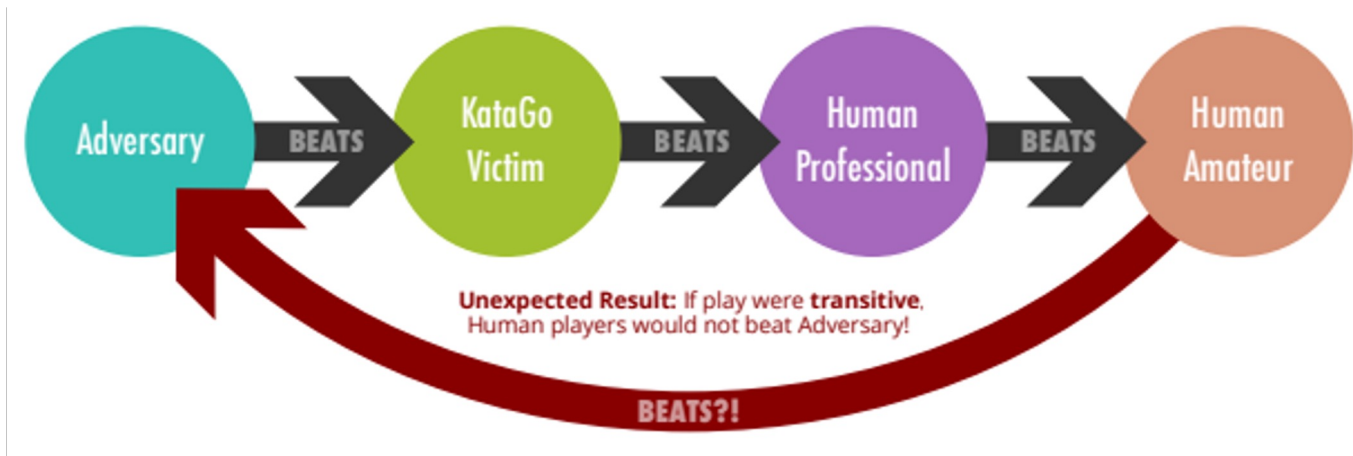 Adversary
BEATS
KataGo
Victim
BEATS
Human
Professional
BEATS
Human
Amateur
Unexpected Result: If play were transitive,
Human players would not beat Adversary!
BEATS?!